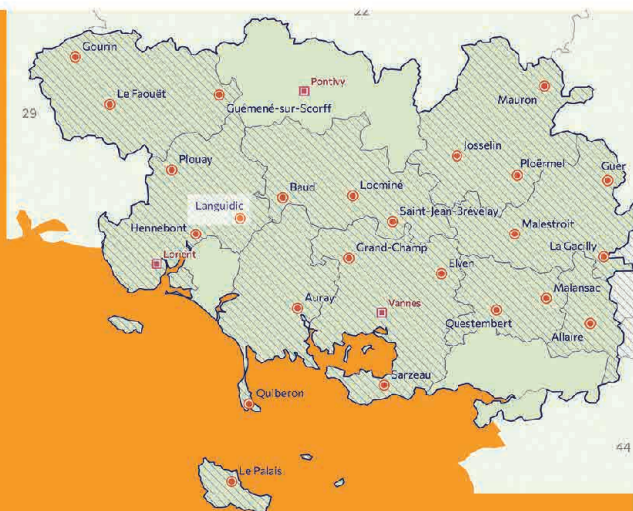 22
Gourin
Pontivy
Mauron
Le Faouët
Guémené-sur-Scorff
29
Josselin
Plouay
Ploërmel
Guer
Baud
Locminé
Languidic
Saint-Jean-Brévelay
Malestroit
Hennebont
La Gacilly
Grand-Champ
Lorient
Elven
Malansac
Auray
Vannes
Questembert
Allaire
Sarzeau
Quiberon
44
Le Palais